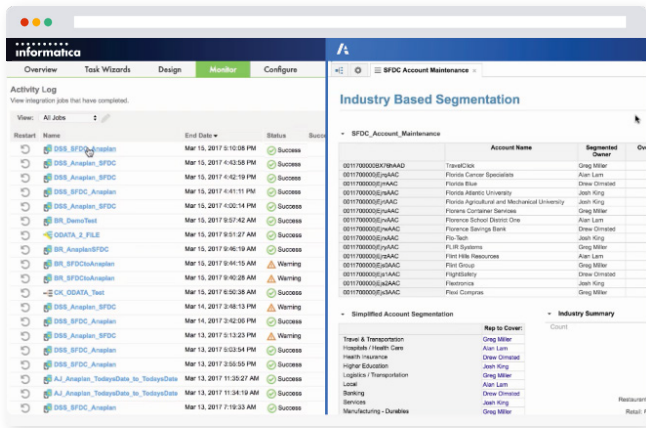 informatica
Overview Task Wizards Design Monitor Configure
Activity Log
View integration jobs that have completed.
View: All Jobs
Restart Name End Date Status Succe
DSS_SFDC_Anaplan Mar 15, 2017 5:10:08 PM Success
DSS_Anaplan_SFDC Mar 15, 2017 4:43:58 PM Success
DSS_Anaplan_SFDC Mar 15, 2017 4:42:19 PM Success
DSS_SFDC_Anaplan Mar 15, 2017 4:41:11 PM Success
DSS_Anaplan_SFDC Mar 15, 2017 4:02:14 PM Success
BR_DemoTest Mar 15, 2017 9:57:42 AM Success
ODATA_2_FILE Mar 15, 2017 9:51:27 AM Success
BR_AnaplanSFDC Mar 15, 2017 9:46:19 AM Success
BR_SFDCtoAnaplan Mar 15, 2017 9:44:15 AM Warning
BR_SFDCtoAnaplan Mar 15, 2017 9:40:28 AM Warning
CK_ODATA_Test Mar 15, 2017 6:50:38 AM Success
DSS_Anaplan_SFDC Mar 14, 2017 3:48:13 PM Warning
DSS_SFDC_Anaplan Mar 14, 2017 3:42:06 PM Success
DSS_Anaplan_SFDC Mar 13, 2017 5:13:23 PM Warning
DSS_SFDC_Anaplan Mar 13, 2017 5:03:54 PM Success
DSS_SFDC_Anaplan Mar 13, 2017 3:55:55 PM Success
AJ_Anaplan_TodaysDate_to_TodaysDate Mar 13, 2017 11:35:27 AM Success
AJ_Anaplan_TodaysDate_to_TodaysDate Mar 13, 2017 11:34:19 AM Success
DSS_SFDC_Anaplan Mar 13, 2017 7:19:33 AM Success
SFDC Account Maintenance
Industry Based Segmentation
SFDC_Account_Maintenance
Account Name Segmented Owner Ov
TravelClick Greg Miller
Florida Cancer Specialists Alan Lam
Florida Blue Drew Olmsted
Florida Atlantic University Josh King
Florida Agricultural and Mechanical University Josh King
Florens Container Services Greg Miller
Florence School District One Alan Lam
Florence Savings Bank Drew Olmsted
Flo-Tech Josh King
FLIR Systems Greg Miller
Flint Hills Resources Alan Lam
Flint Group Greg Miller
FlightSafety Drew Olmsted
Flextronics Josh King
Flexi Compras Greg Miller
Simplified Account Segmentation
Rep to Cover:
Travel & Transportation Greg Miller
Hospitals / Health Care Alan Lam
Health Insurance Drew Olmsted
Higher Education Josh King
Logistics / Transportation Greg Miller
Local Alan Lam
Banking Drew Olmsted
Services Josh King
Manufacturing - Durables Greg Miller
Industry Summary
Count
Restaurant
Retail